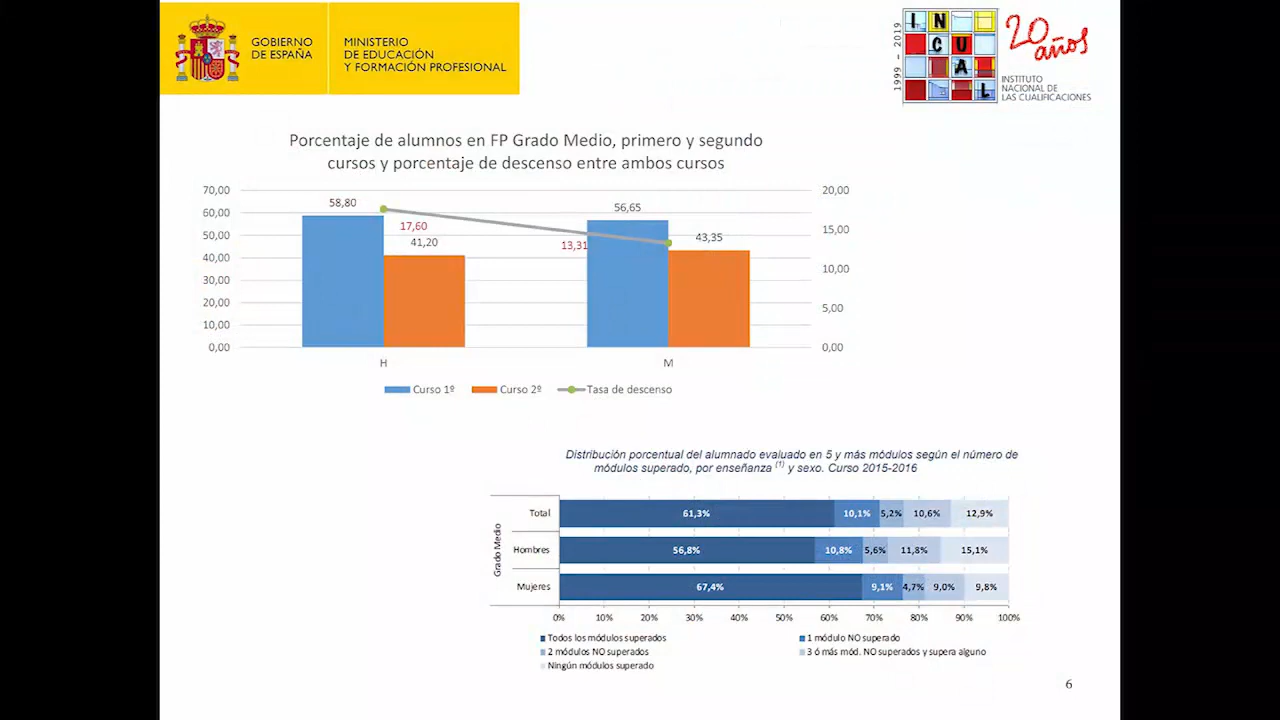 GOBIERNO
DE ESPAÑA
MINISTERIO
DE EDUCACIÓN
Y FORMACIÓN PROFESIONAL
1999 - 2019
I N
C U
A
L
20 años
INSTITUTO
NACIONAL DE
LAS CUALIFICACIONES
Porcentaje de alumnos en FP Grado Medio, primero y segundo
cursos y porcentaje de descenso entre ambos cursos
70,00
60,00
50,00
40,00
30,00
20,00
10,00
0,00
58,80
17,60
41,20
56,65
13,31
43,35
20,00
15,00
10,00
5,00
0,00
H M
Curso 1º Curso 2º Tasa de descenso
Distribución porcentual del alumnado evaluado en 5 y más módulos según el número de
módulos superado, por enseñanza (1) y sexo. Curso 2015-2016
Grado Medio
Total 61,3% 10,1% 5,2% 10,6% 12,9%
Hombres 56,8% 10,8% 5,6% 11,8% 15,1%
Mujeres 67,4% 9,1% 4,7% 9,0% 9,8%
0% 10% 20% 30% 40% 50% 60% 70% 80% 90% 100%
Todos los módulos superados 1 módulo NO superado
2 módulos NO superados 3 ó más mód. NO superados y supera alguno
Ningún módulos superado
6